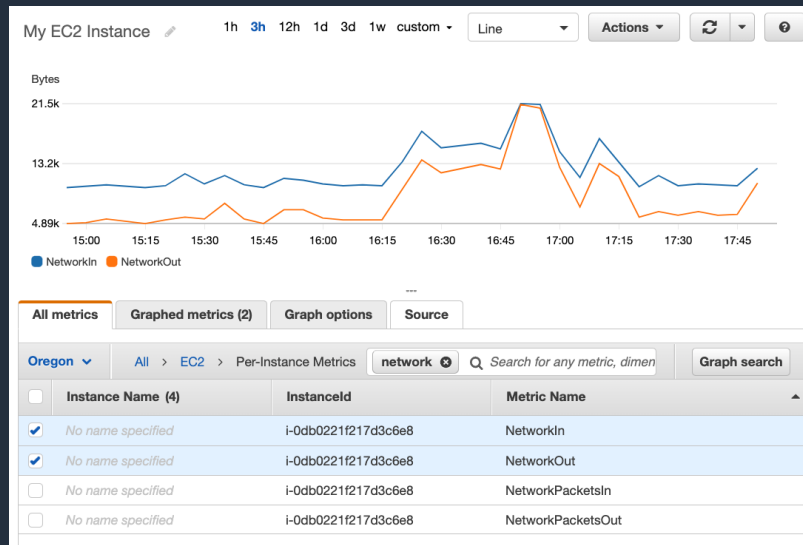 My EC2 Instance 1h 3h 12h 1d 3d 1w custom Line Actions
Bytes
21.5k
13.2k
4.89k
15:00 15:15 15:30 15:45 16:00 16:15 16:30 16:45 17:00 17:15 17:30 17:45
NetworkIn NetworkOut
All metrics Graphed metrics (2) Graph options Source
Oregon All > EC2 > Per-Instance Metrics network Search for any metric, dimen Graph search
Instance Name (4) InstanceId Metric Name
No name specified i-0db0221f217d3c6e8 NetworkIn
No name specified i-0db0221f217d3c6e8 NetworkOut
No name specified i-0db0221f217d3c6e8 NetworkPacketsIn
No name specified i-0db0221f217d3c6e8 NetworkPacketsOut